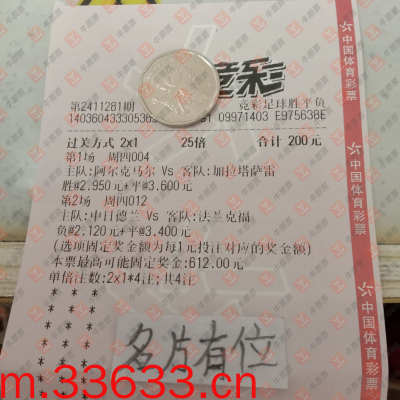 竞彩
第2411281期 竞彩足球胜平负
09971403 E975638E
过关方式 2x1 25倍 合计 200元
第1场 周四004
主队:阿尔克马尔 Vs 客队:加拉塔萨雷
胜@2.950元+平@3.600元
第2场 周四012
主队:中日德兰 Vs 客队:法兰克福
负@2.120元+平@3.400元
(选项固定奖金额为每1元投注对应的奖金额)
本票最高可能固定奖金:612.00元
单倍注数:2x1*4注;共4注
名片有位
m.33633.cn
中国体育彩票
中国体育彩票
中国体育彩票